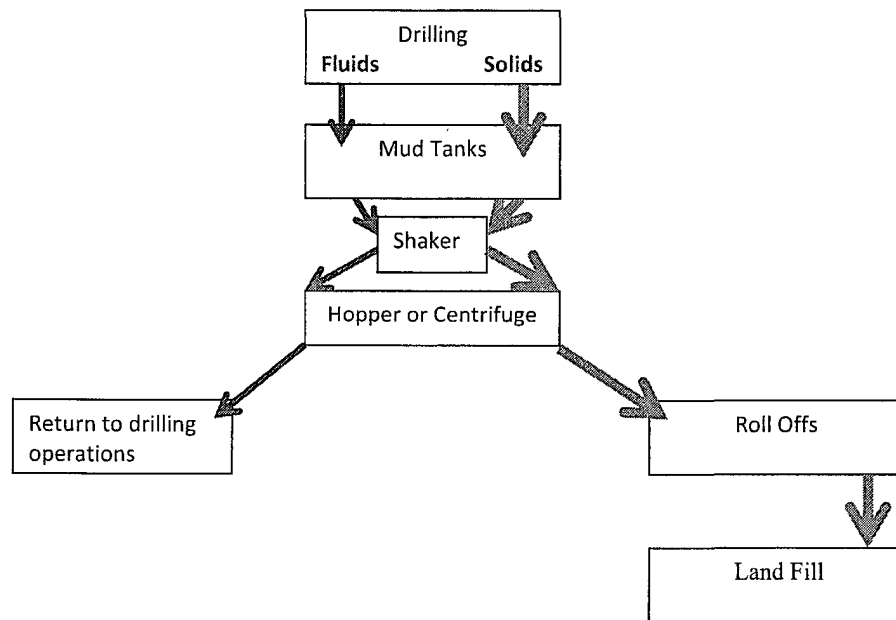 Drilling
Fluids Solids
Mud Tanks
Shaker
Hopper or Centrifuge
Return to drilling
operations
Roll Offs
Land Fill